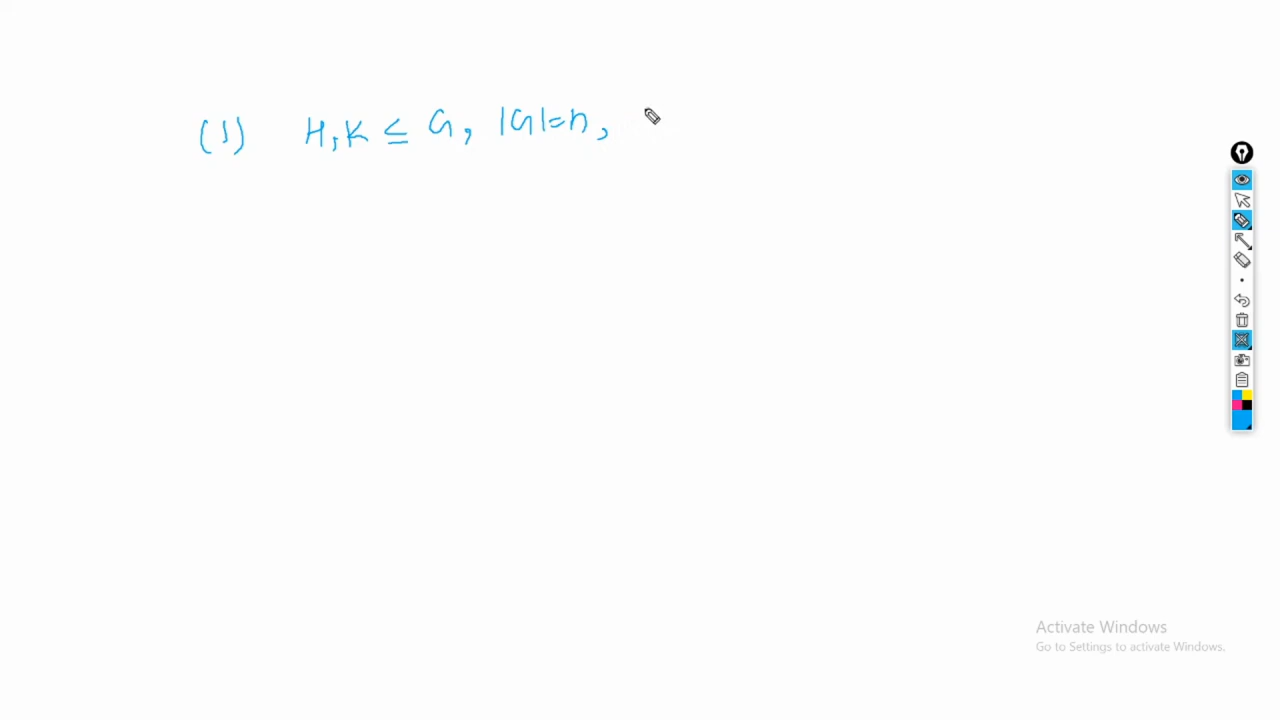 (1) H, K ≤ G, |G|=n,
Activate Windows
Go to Settings to activate Windows.